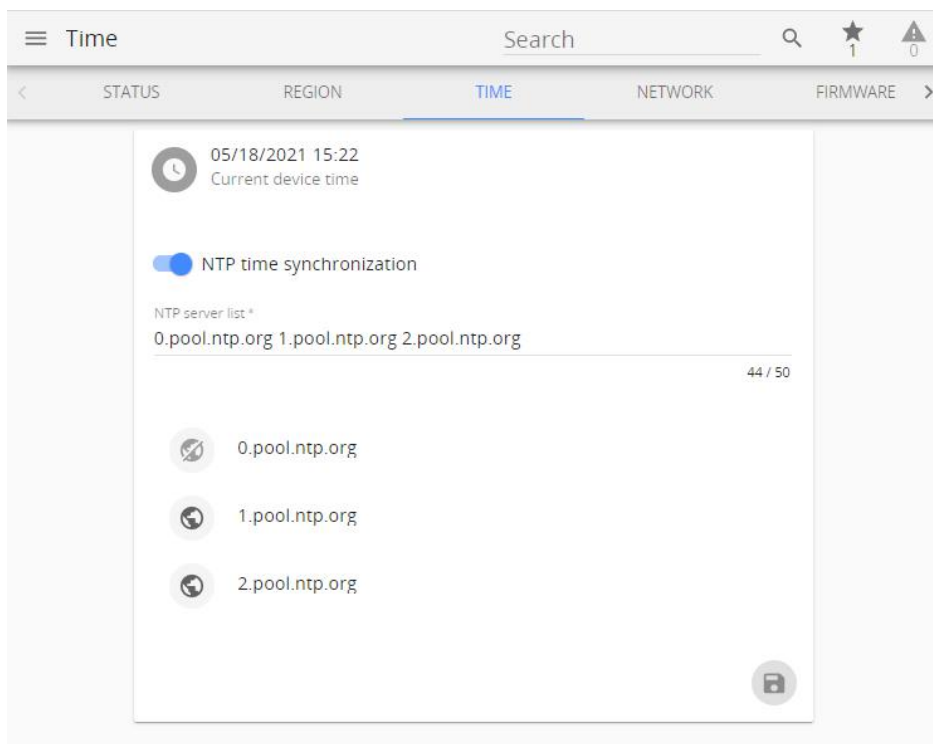 Time
Search
1
0
STATUS
REGION
TIME
NETWORK
FIRMWARE
05/18/2021 15:22
Current device time
NTP time synchronization
NTP server list *
0.pool.ntp.org 1.pool.ntp.org 2.pool.ntp.org
44 / 50
0.pool.ntp.org
1.pool.ntp.org
2.pool.ntp.org